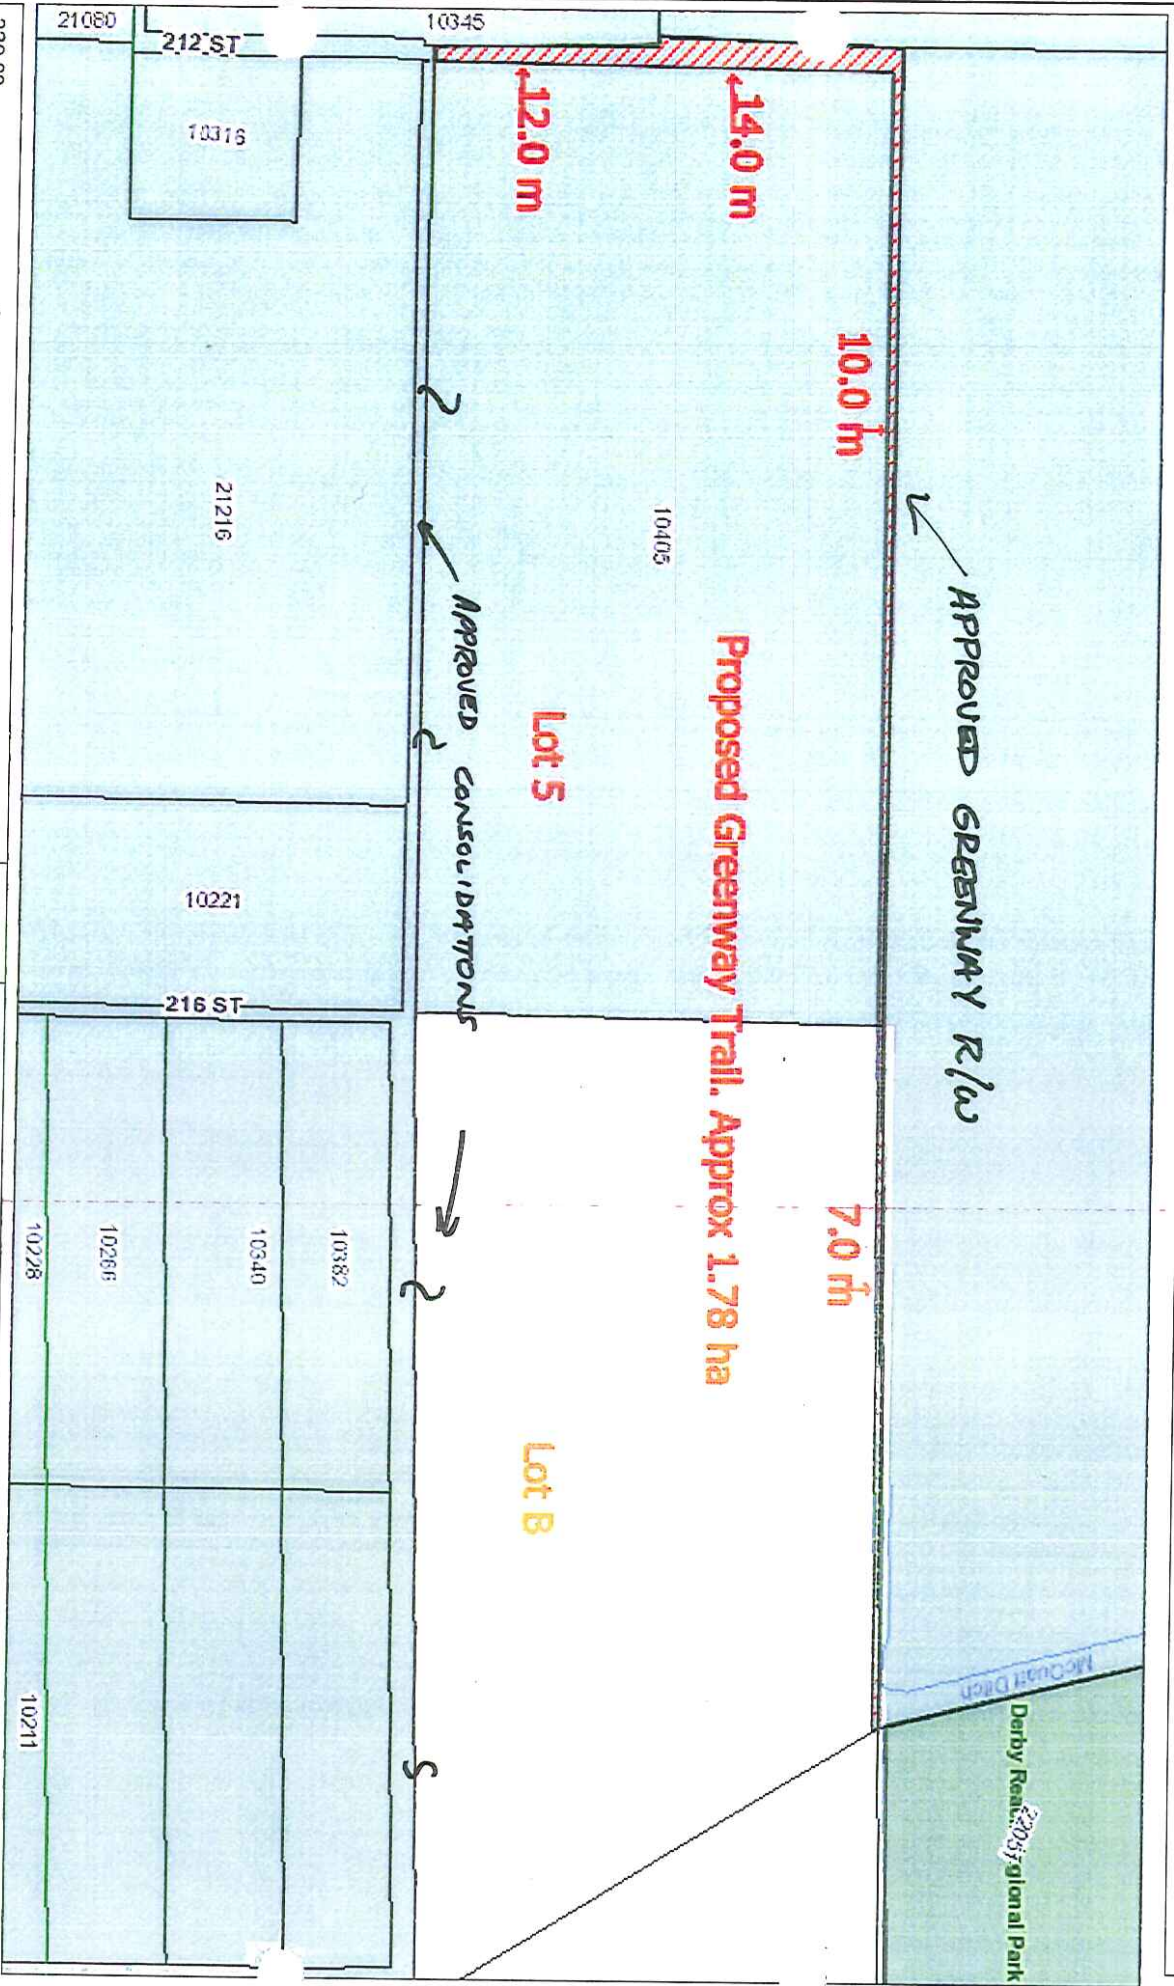 21080
212 ST
10345
10316
12.0 m
14.0 m
10.0 m
APPROVED GREENWAY R/W
21216
10405
APPROVED CONSOLIDATIONS
Lot 5
Proposed Greenway Trail. Approx 1.78 ha
10221
216 ST
7.0 m
10382
10340
10266
10228
Lot B
10211
McQuatt Ditch
Derby Reach Regional Park